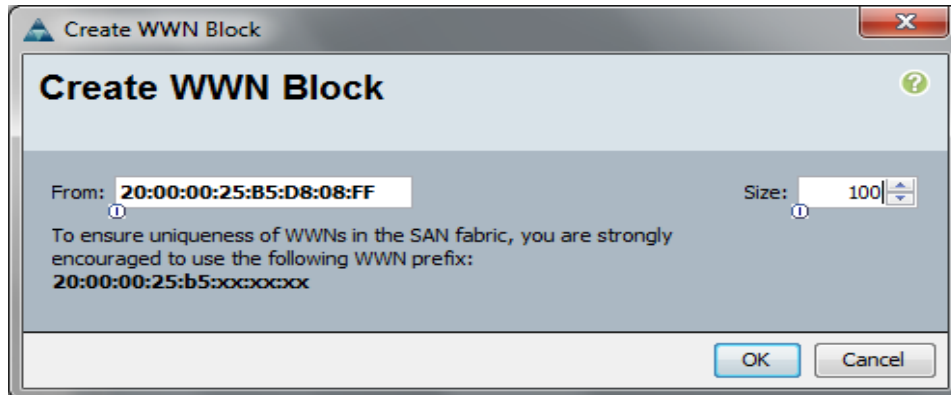 Create WWN Block
Create WWN Block
From: 20:00:00:25:B5:D8:08:FF Size: 100
To ensure uniqueness of WWNs in the SAN fabric, you are strongly
encouraged to use the following WWN prefix:
20:00:00:25:b5:xx:xx:xx
OK Cancel